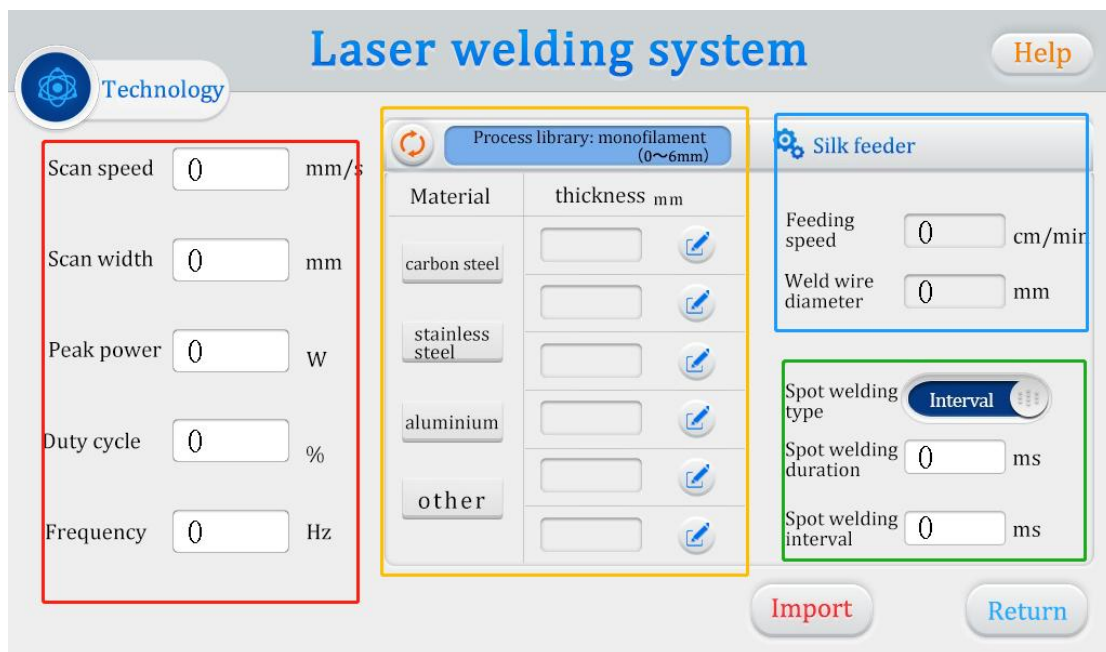 Laser welding system
Help
Technology
Scan speed 0 mm/s
Scan width 0 mm
Peak power 0 W
Duty cycle 0 %
Frequency 0 Hz
Process library: monofilament
(0～6mm)
Material thickness mm
carbon steel
stainless
steel
aluminium
other
Silk feeder
Feeding
speed 0 cm/min
Weld wire
diameter 0 mm
Spot welding
type Interval
Spot welding
duration 0 ms
Spot welding
interval 0 ms
Import
Return